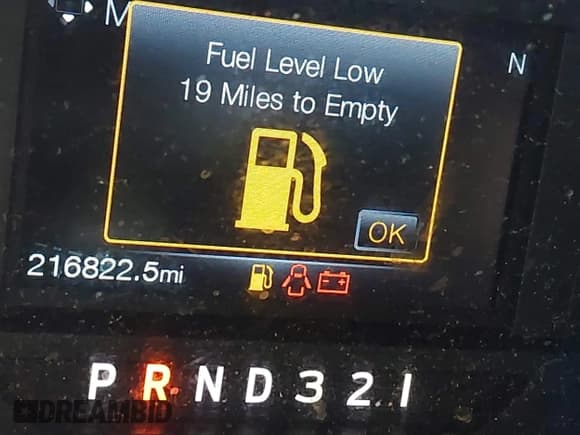 M
Fuel Level Low
N
19 Miles to Empty
OK
216822.5mi
P R N D 3 2 1
DREAMBID